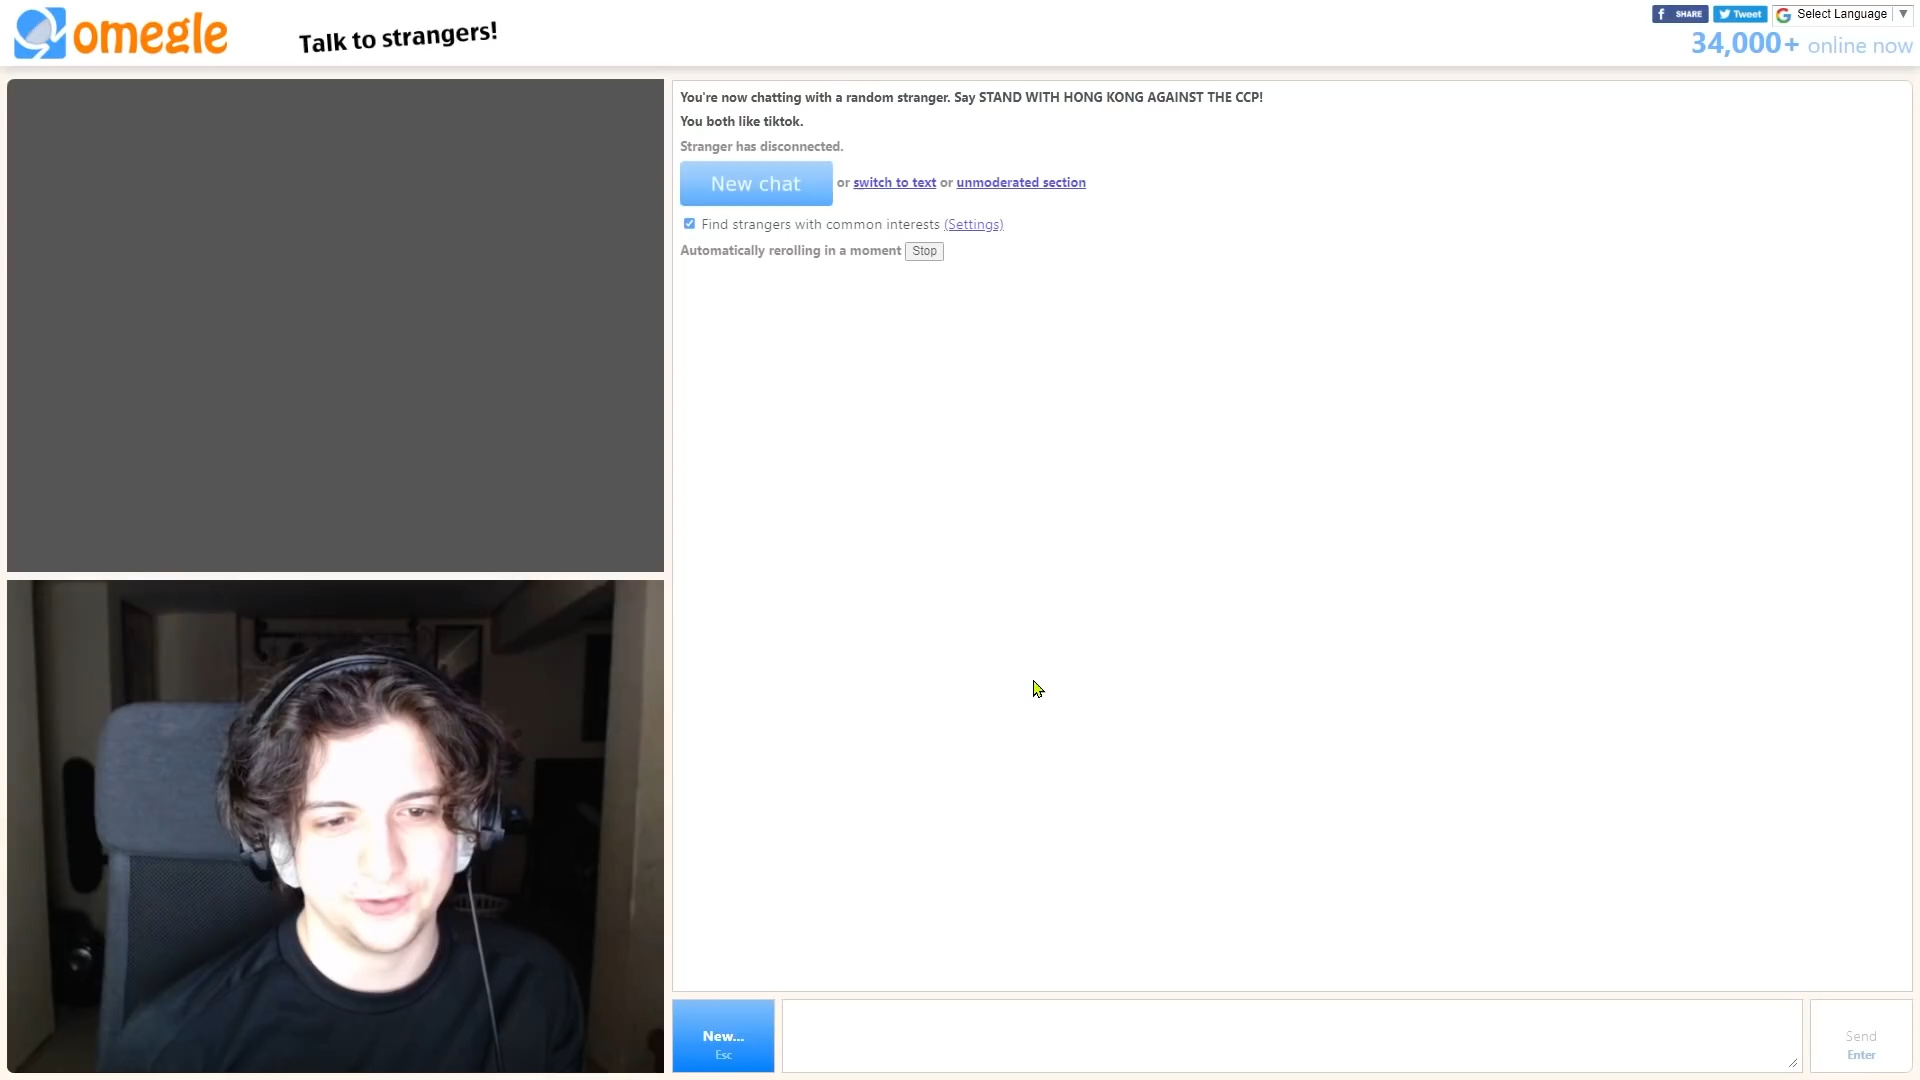 omegle
Talk to strangers!
SHARE
Tweet
Select Language
34,000+ online now
You're now chatting with a random stranger. Say STAND WITH HONG KONG AGAINST THE CCP!
You both like tiktok.
Stranger has disconnected.
New chat or switch to text or unmoderated section
Find strangers with common interests (Settings)
Automatically rerolling in a moment Stop
New...
Esc
Send
Enter